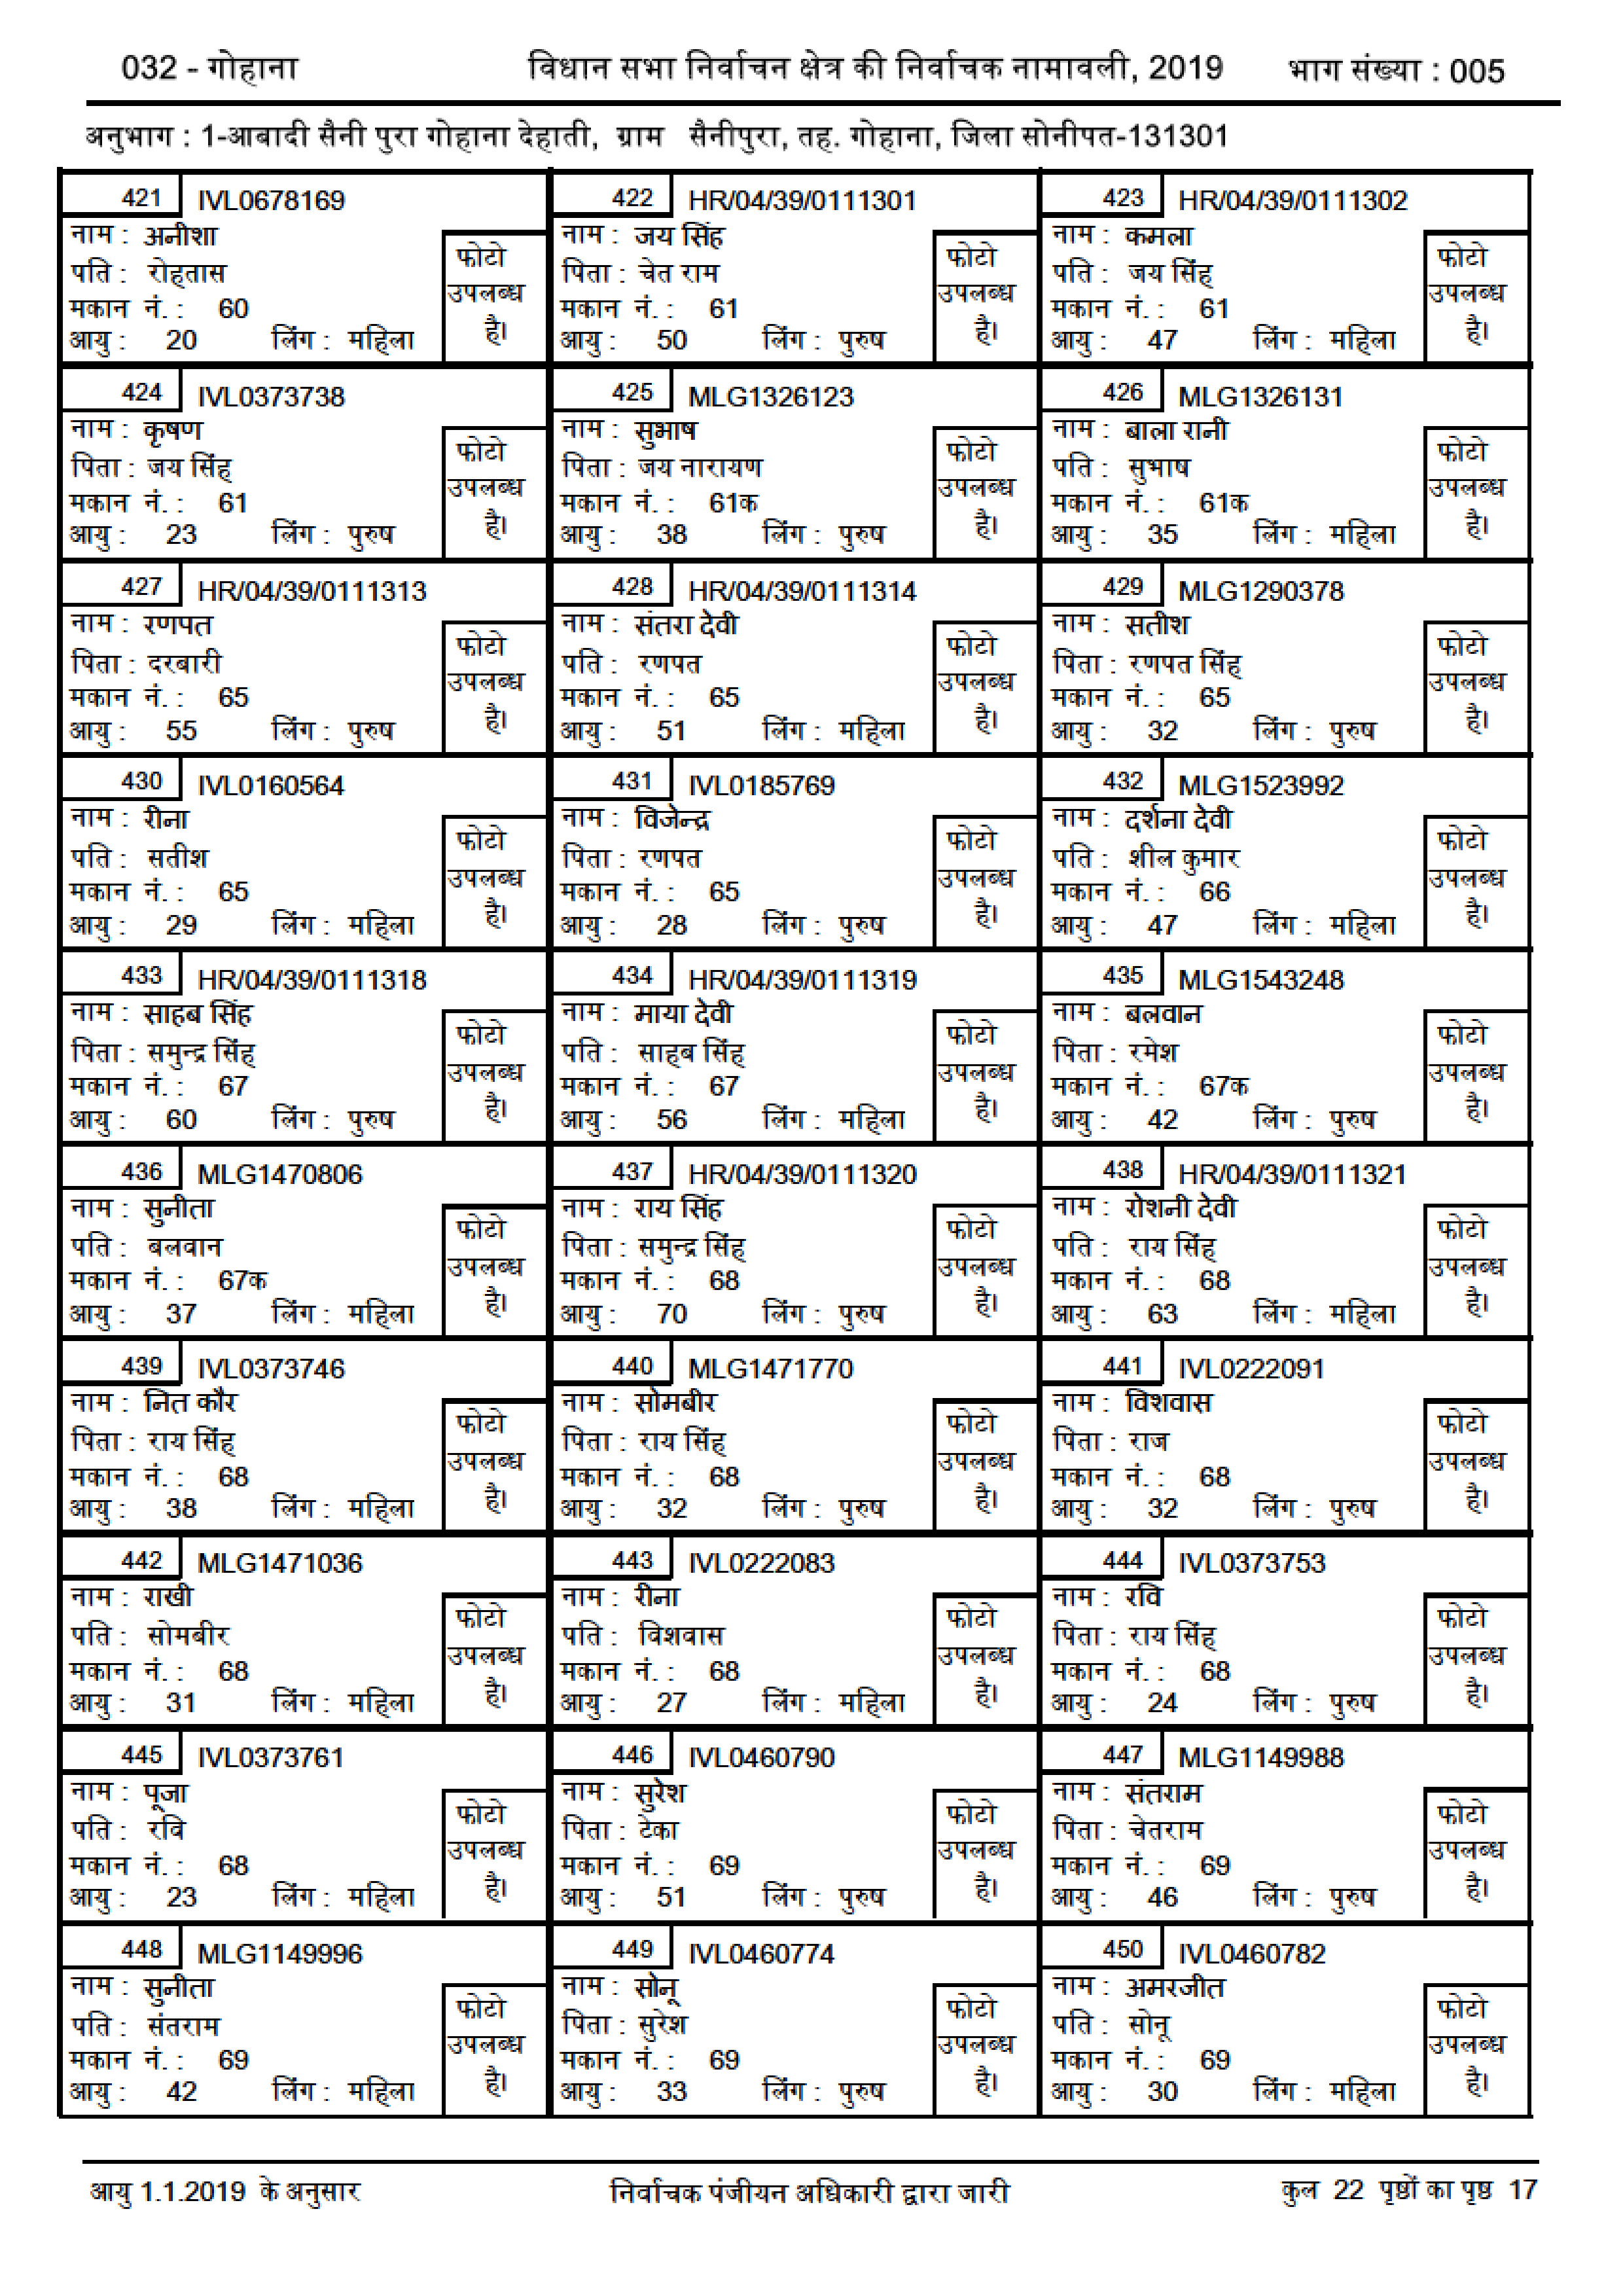 032 - गोहाना विधान सभा निर्वाचन क्षेत्र की निर्वाचक नामावली, 2019 भाग संख्या : 005
अनुभाग : 1-आबादी सैनी पुरा गोहाना देहाती, ग्राम सैनीपुरा, तह. गोहाना, जिला सोनीपत-131301
421 IVL0678169
नाम : अनीशा
पति : रोहतास
मकान नं. : 60
आयु : 20 लिंग : महिला
फोटो
उपलब्ध
है।
422 HR/04/39/0111301
नाम : जय सिंह
पिता : चेत राम
मकान नं. : 61
आयु : 50 लिंग : पुरुष
फोटो
उपलब्ध
है।
423 HR/04/39/0111302
नाम : कमला
पति : जय सिंह
मकान नं. : 61
आयु : 47 लिंग : महिला
फोटो
उपलब्ध
है।
424 IVL0373738
नाम : कृषण
पिता : जय सिंह
मकान नं. : 61
आयु : 23 लिंग : पुरुष
फोटो
उपलब्ध
है।
425 MLG1326123
नाम : सुभाष
पिता : जय नारायण
मकान नं. : 61क
आयु : 38 लिंग : पुरुष
फोटो
उपलब्ध
है।
426 MLG1326131
नाम : बाला रानी
पति : सुभाष
मकान नं. : 61क
आयु : 35 लिंग : महिला
फोटो
उपलब्ध
है।
427 HR/04/39/0111313
नाम : रणपत
पिता : दरबारी
मकान नं. : 65
आयु : 55 लिंग : पुरुष
फोटो
उपलब्ध
है।
428 HR/04/39/0111314
नाम : संतरा देवी
पति : रणपत
मकान नं. : 65
आयु : 51 लिंग : महिला
फोटो
उपलब्ध
है।
429 MLG1290378
नाम : सतीश
पिता : रणपत सिंह
मकान नं. : 65
आयु : 32 लिंग : पुरुष
फोटो
उपलब्ध
है।
430 IVL0160564
नाम : रीना
पति : सतीश
मकान नं. : 65
आयु : 29 लिंग : महिला
फोटो
उपलब्ध
है।
431 IVL0185769
नाम : विजेन्द्र
पिता : रणपत
मकान नं. : 65
आयु : 28 लिंग : पुरुष
फोटो
उपलब्ध
है।
432 MLG1523992
नाम : दर्शना देवी
पति : शील कुमार
मकान नं. : 66
आयु : 47 लिंग : महिला
फोटो
उपलब्ध
है।
433 HR/04/39/0111318
नाम : साहब सिंह
पिता : समुन्द्र सिंह
मकान नं. : 67
आयु : 60 लिंग : पुरुष
फोटो
उपलब्ध
है।
434 HR/04/39/0111319
नाम : माया देवी
पति : साहब सिंह
मकान नं. : 67
आयु : 56 लिंग : महिला
फोटो
उपलब्ध
है।
435 MLG1543248
नाम : बलवान
पिता : रमेश
मकान नं. : 67क
आयु : 42 लिंग : पुरुष
फोटो
उपलब्ध
है।
436 MLG1470806
नाम : सुनीता
पति : बलवान
मकान नं. : 67क
आयु : 37 लिंग : महिला
फोटो
उपलब्ध
है।
437 HR/04/39/0111320
नाम : राय सिंह
पिता : समुन्द्र सिंह
मकान नं. : 68
आयु : 70 लिंग : पुरुष
फोटो
उपलब्ध
है।
438 HR/04/39/0111321
नाम : रोशनी देवी
पति : राय सिंह
मकान नं. : 68
आयु : 63 लिंग : महिला
फोटो
उपलब्ध
है।
439 IVL0373746
नाम : नित कौर
पिता : राय सिंह
मकान नं. : 68
आयु : 38 लिंग : महिला
फोटो
उपलब्ध
है।
440 MLG1471770
नाम : सोमबीर
पिता : राय सिंह
मकान नं. : 68
आयु : 32 लिंग : पुरुष
फोटो
उपलब्ध
है।
441 IVL0222091
नाम : विशवास
पिता : राज
मकान नं. : 68
आयु : 32 लिंग : पुरुष
फोटो
उपलब्ध
है।
442 MLG1471036
नाम : राखी
पति : सोमबीर
मकान नं. : 68
आयु : 31 लिंग : महिला
फोटो
उपलब्ध
है।
443 IVL0222083
नाम : रीना
पति : विशवास
मकान नं. : 68
आयु : 27 लिंग : महिला
फोटो
उपलब्ध
है।
444 IVL0373753
नाम : रवि
पिता : राय सिंह
मकान नं. : 68
आयु : 24 लिंग : पुरुष
फोटो
उपलब्ध
है।
445 IVL0373761
नाम : पूजा
पति : रवि
मकान नं. : 68
आयु : 23 लिंग : महिला
फोटो
उपलब्ध
है।
446 IVL0460790
नाम : सुरेश
पिता : टेका
मकान नं. : 69
आयु : 51 लिंग : पुरुष
फोटो
उपलब्ध
है।
447 MLG1149988
नाम : संतराम
पिता : चेतराम
मकान नं. : 69
आयु : 46 लिंग : पुरुष
फोटो
उपलब्ध
है।
448 MLG1149996
नाम : सुनीता
पति : संतराम
मकान नं. : 69
आयु : 42 लिंग : महिला
फोटो
उपलब्ध
है।
449 IVL0460774
नाम : सोनू
पिता : सुरेश
मकान नं. : 69
आयु : 33 लिंग : पुरुष
फोटो
उपलब्ध
है।
450 IVL0460782
नाम : अमरजीत
पति : सोनू
मकान नं. : 69
आयु : 30 लिंग : महिला
फोटो
उपलब्ध
है।
आयु 1.1.2019 के अनुसार निर्वाचक पंजीयन अधिकारी द्वारा जारी कुल 22 पृष्ठों का पृष्ठ 17